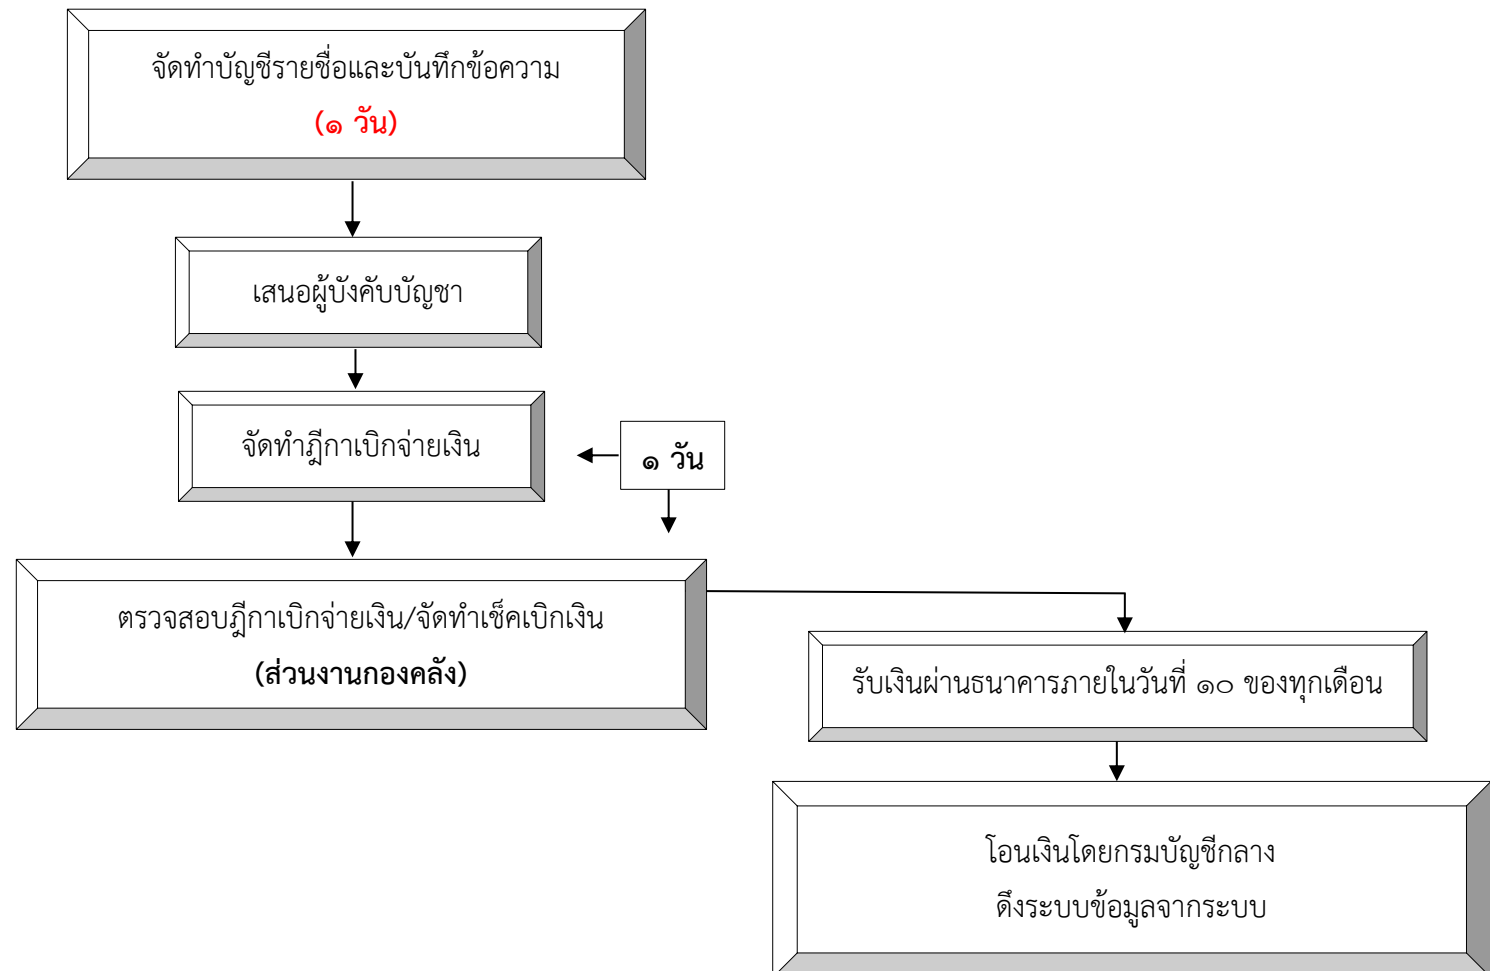 จัดทำบัญชีรายชื่อและบันทึกข้อความ
(๑ วัน)
เสนอผู้บังคับบัญชา
จัดทำฎีกาเบิกจ่ายเงิน
๑ วัน
ตรวจสอบฎีกาเบิกจ่ายเงิน/จัดทำเช็คเบิกเงิน
(ส่วนงานกองคลัง)
รับเงินผ่านธนาคารภายในวันที่ ๑๐ ของทุกเดือน
โอนเงินโดยกรมบัญชีกลาง
ดึงระบบข้อมูลจากระบบ